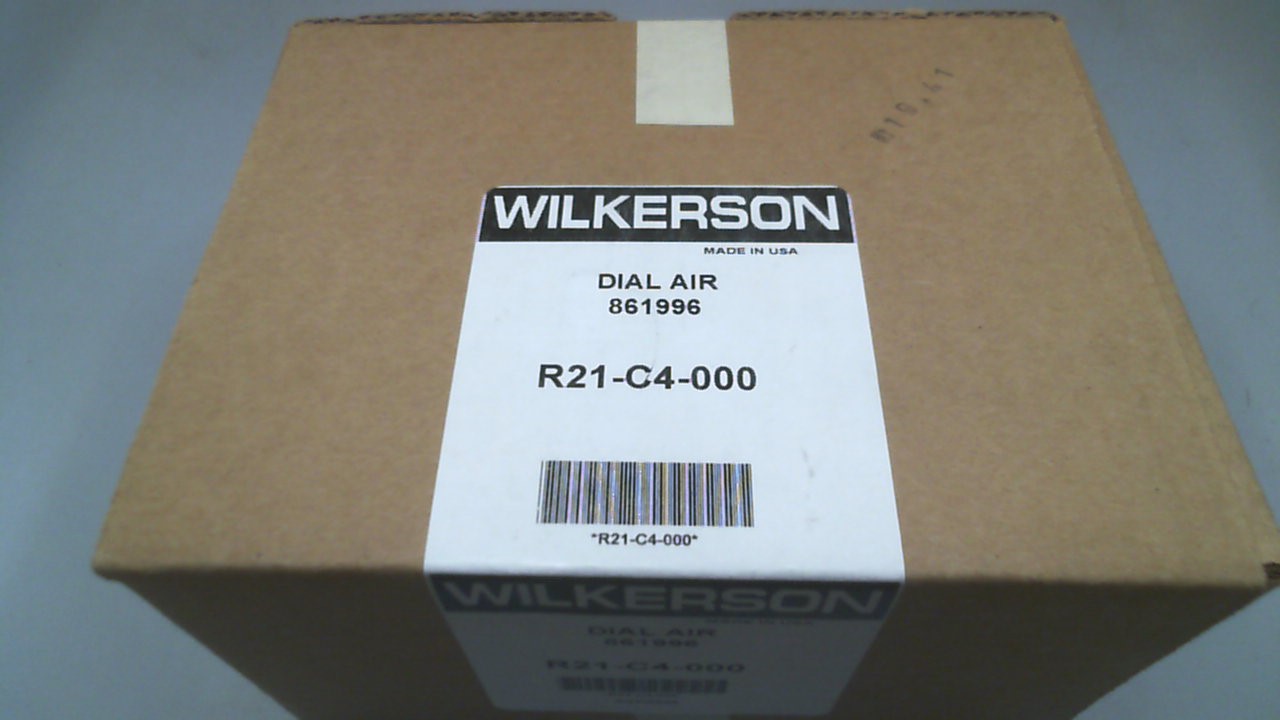 WILKERSON
MADE IN USA
DIAL AIR
861996
R21-C4-000
*R21-C4-000*
WILKERSON
DIAL AIR
861996
R21-C4-000